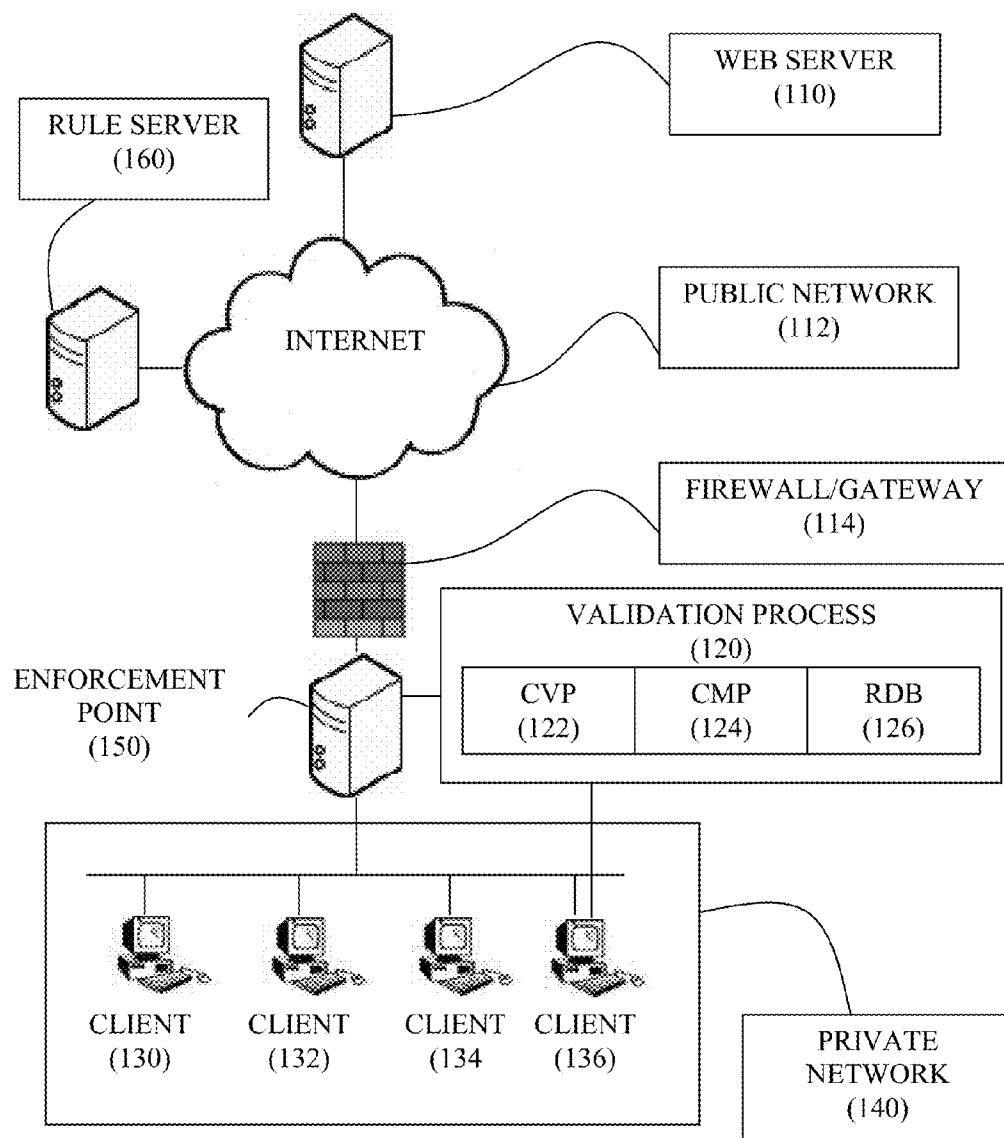 WEB SERVER
(110)
RULE SERVER
(160)
INTERNET
PUBLIC NETWORK
(112)
FIREWALL/GATEWAY
(114)
VALIDATION PROCESS
(120)
CVP
(122)
CMP
(124)
RDB
(126)
ENFORCEMENT
POINT
(150)
CLIENT
(130)
CLIENT
(132)
CLIENT
(134
CLIENT
(136)
PRIVATE
NETWORK
(140)